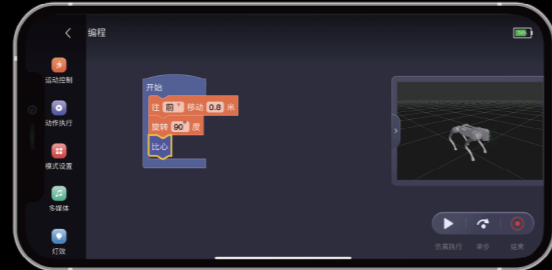 编程
运动控制
动作执行
模式设置
多媒体
灯效
开始
往 前 移动 0.8 米
旋转 90 度
比心
仿真执行 单步 结束